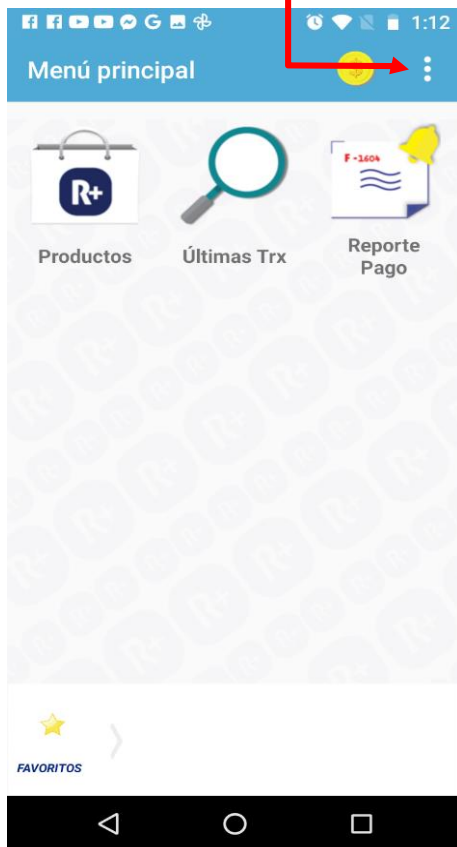 1:12
Menú principal
R+
F-1604
Productos
Últimas Trx
Reporte
Pago
FAVORITOS